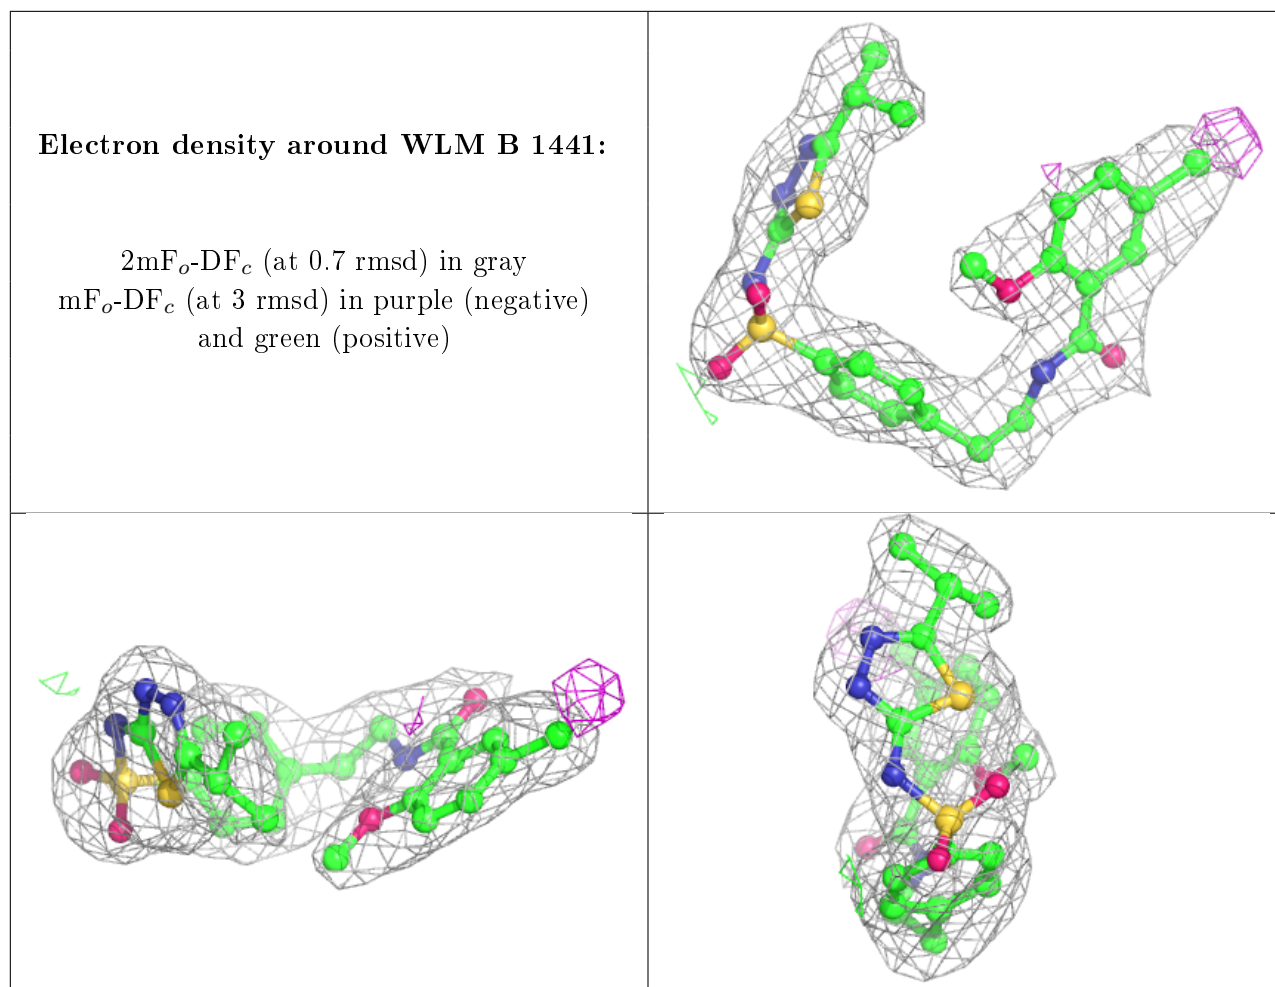 Electron density around WLM B 1441:
2mFo-DFc (at 0.7 rmsd) in gray
mFo-DFc (at 3 rmsd) in purple (negative)
and green (positive)